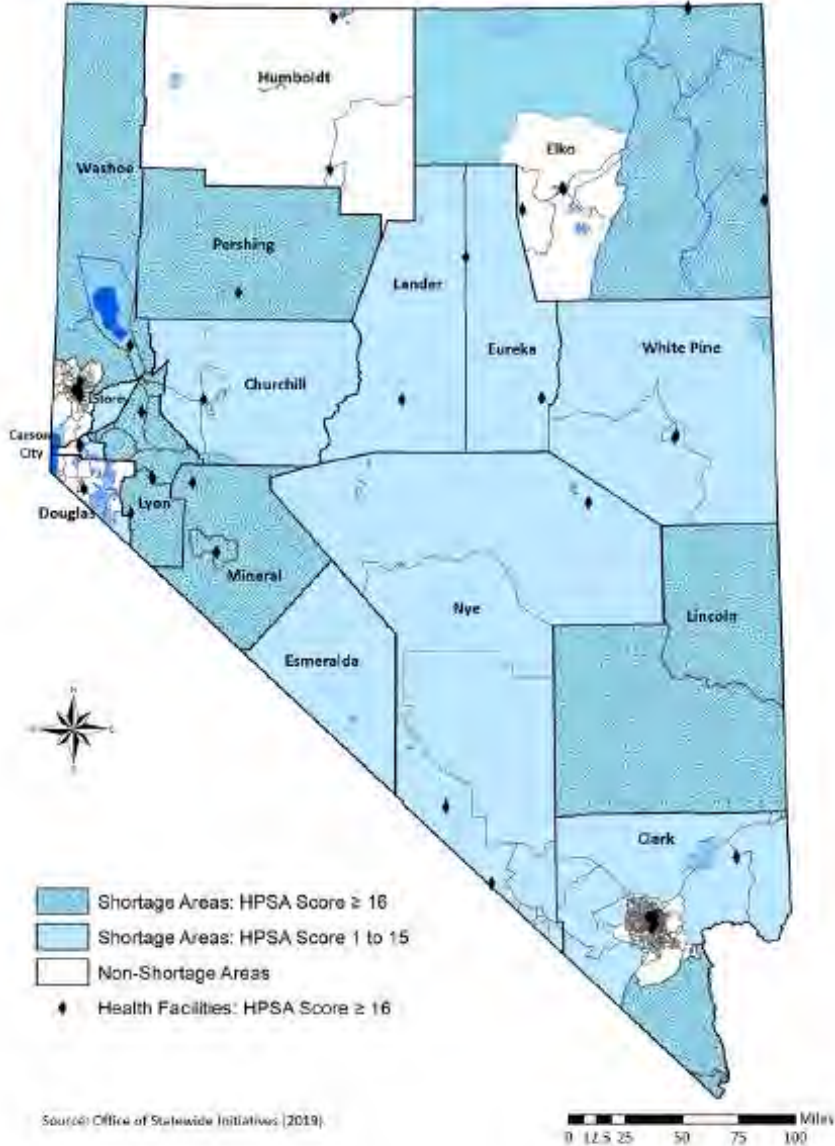 Humboldt
Elko
Washoe
Pershing
Lander
Eureka
White Pine
Churchill
Storey
Carson
City
Lyon
Douglas
Mineral
Nye
Lincoln
Esmeralda
Clark
N
Shortage Areas: HPSA Score ≥ 16
Shortage Areas: HPSA Score 1 to 15
Non-Shortage Areas
Health Facilities: HPSA Score ≥ 16
Source: Office of Statewide Initiatives (2019)
Miles
0 12.5 25 50 75 100